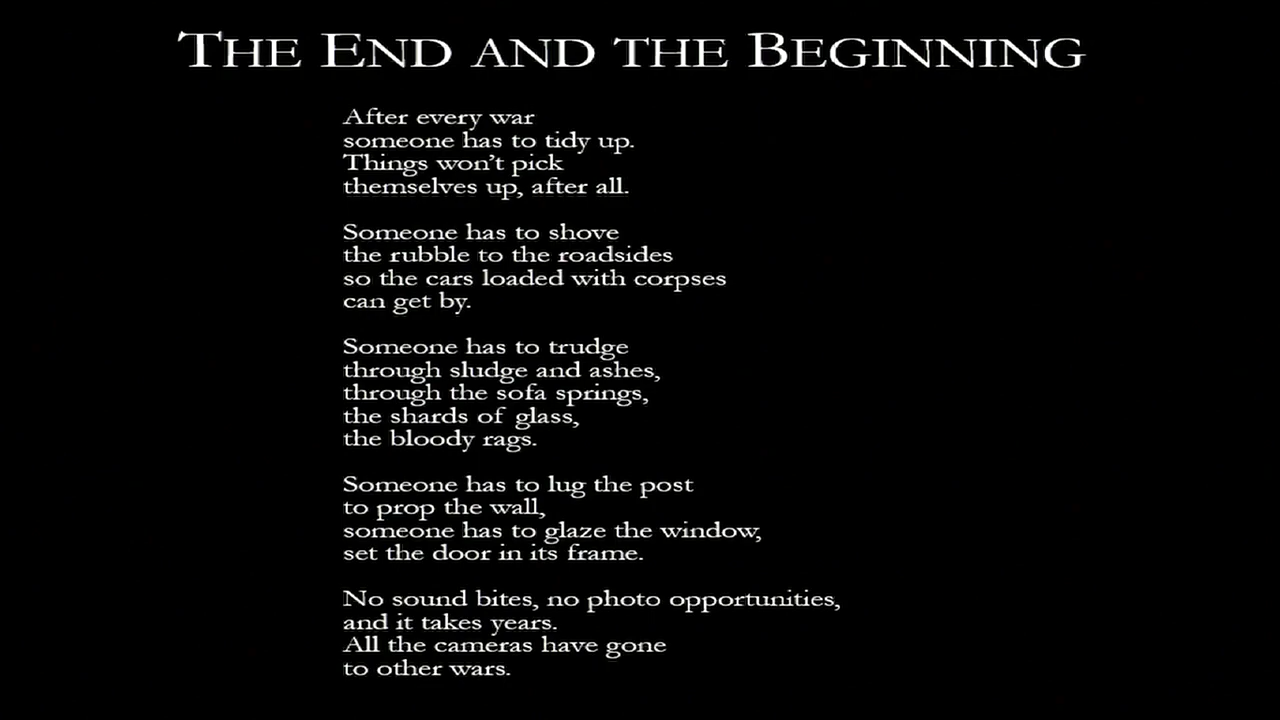 THE END AND THE BEGINNING
After every war
someone has to tidy up.
Things won’t pick
themselves up, after all.
Someone has to shove
the rubble to the roadsides
so the cars loaded with corpses
can get by.
Someone has to trudge
through sludge and ashes,
through the sofa springs,
the shards of glass,
the bloody rags.
Someone has to lug the post
to prop the wall,
someone has to glaze the window,
set the door in its frame.
No sound bites, no photo opportunities,
and it takes years.
All the cameras have gone
to other wars.